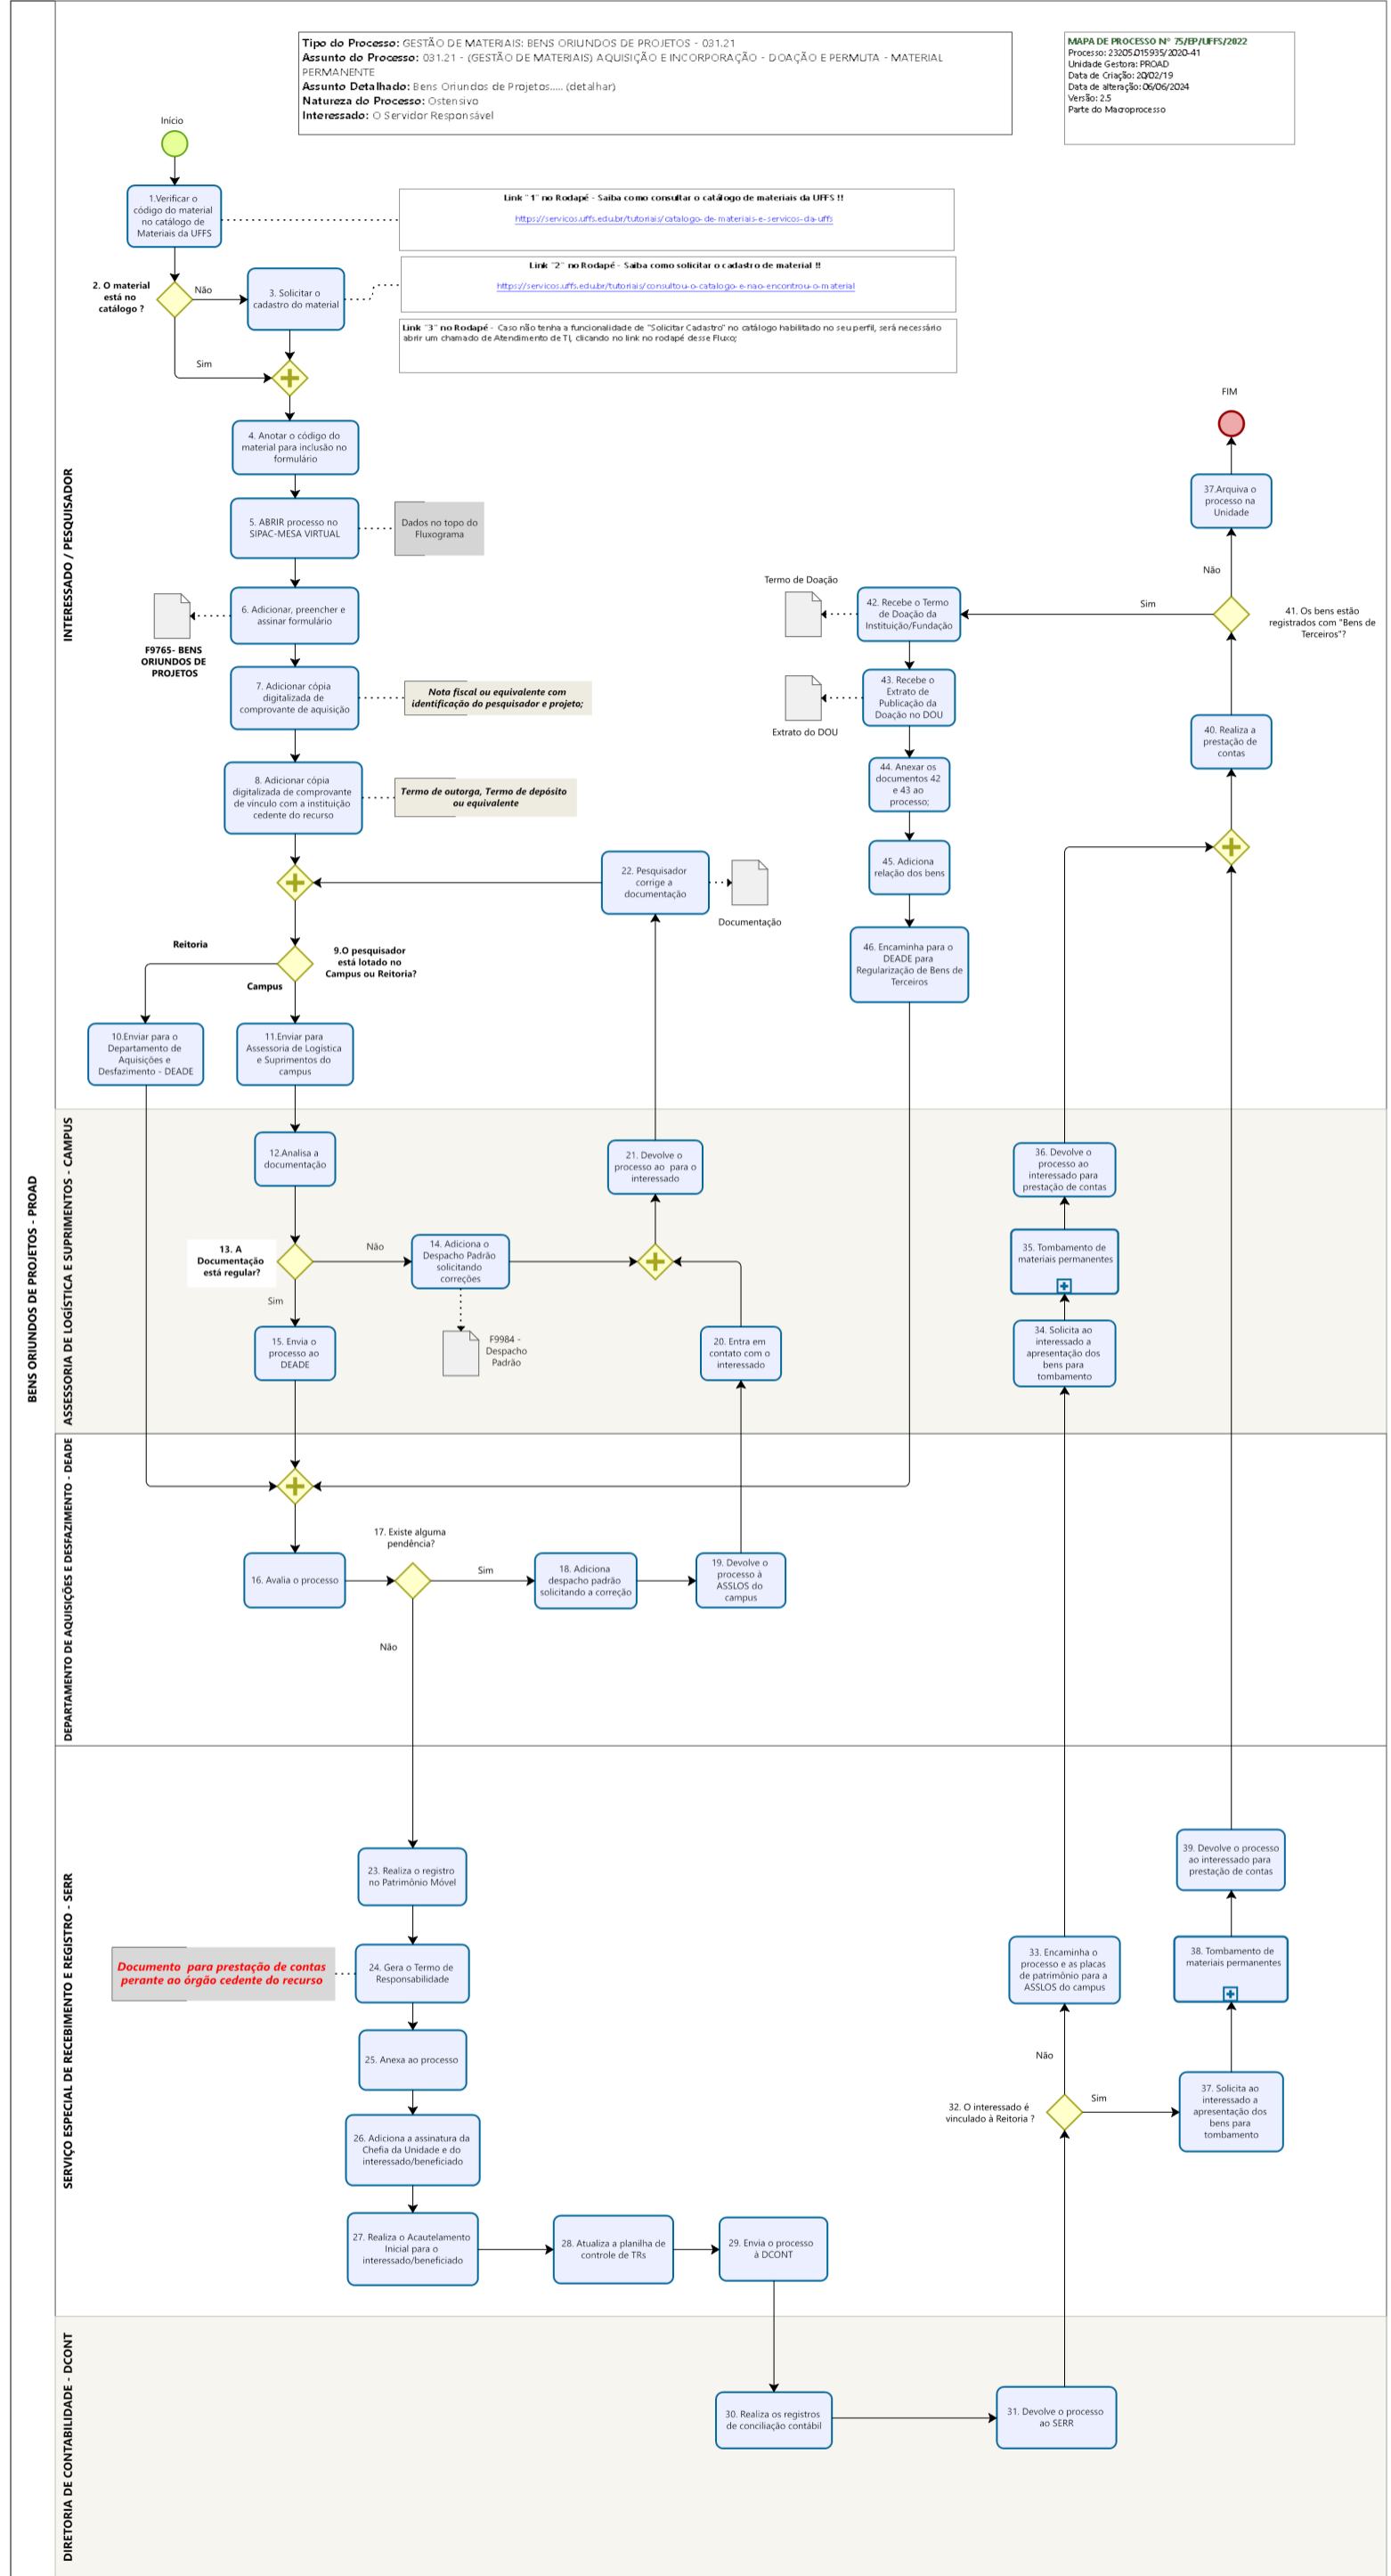 Tipo do Processo: GESTÃO DE MATERIAIS: BENS ORIUNDOS DE PROJETOS - 031.21
Assunto do Processo: 031.21 - (GESTÃO DE MATERIAIS) AQUISIÇÃO E INCORPORAÇÃO - DOAÇÃO E PERMUTA - MATERIAL
PERMANENTE
Assunto Detalhado: Bens Oriundos de Projetos..... (detalhar)
Natureza do Processo: Ostensivo
Interessado: O Servidor Responsável
MAPA DE PROCESSO N° 75/EP/UFFS/2022
Processo: 23205.015935/2020-41
Unidade Gestora: PROAD
Data de Criação: 20/02/19
Data de alteração: 06/06/2024
Versão: 2.5
Parte do Macroprocesso
BENS ORIUNDOS DE PROJETOS - PROAD
INTERESSADO / PESQUISADOR
Início
1.Verificar o
código do material
no catálogo de
Materiais da UFFS
Link "1" no Rodapé - Saiba como consultar o catálogo de materiais da UFFS !!
https://servicos.uffs.edu.br/tutoriais/catalogo-de-materiais-e-servicos-da-uffs
2. O material
está no
catálogo ?
Não
Sim
3. Solicitar o
cadastro do material
Link "2" no Rodapé - Saiba como solicitar o cadastro de material !!
https://servicos.uffs.edu.br/tutoriais/consultou-o-catalogo-e-nao-encontrou-o-material
Link "3" no Rodapé - Caso não tenha a funcionalidade de "Solicitar Cadastro" no catálogo habilitado no seu perfil, será necessário
abrir um chamado de Atendimento de TI, clicando no link no rodapé desse Fluxo;
4. Anotar o código do
material para inclusão no
formulário
5. ABRIR processo no
SIPAC-MESA VIRTUAL
Dados no topo do
Fluxograma
6. Adicionar, preencher e
assinar formulário
F9765- BENS
ORIUNDOS DE
PROJETOS
7. Adicionar cópia
digitalizada de
comprovante de aquisição
Nota fiscal ou equivalente com
identificação do pesquisador e projeto;
8. Adicionar cópia
digitalizada de comprovante
de vínculo com a instituição
cedente do recurso
Termo de outorga, Termo de depósito
ou equivalente
22. Pesquisador
corrige a
documentação
Documentação
9.O pesquisador
está lotado no
Campus ou Reitoria?
Reitoria
Campus
10.Enviar para o
Departamento de
Aquisições e
Desfazimento - DEADE
11.Enviar para
Assessoria de Logística
e Suprimentos do
campus
FIM
37.Arquiva o
processo na
Unidade
Não
41. Os bens estão
registrados com "Bens de
Terceiros"?
Sim
Termo de Doação
42. Recebe o Termo
de Doação da
Instituição/Fundação
43. Recebe o
Extrato de
Publicação da
Doação no DOU
Extrato do DOU
44. Anexar os
documentos 42
e 43 ao
processo;
45. Adiciona
relação dos bens
46. Encaminha para o
DEADE para
Regularização de Bens de
Terceiros
40. Realiza a
prestação de
contas
ASSESSORIA DE LOGÍSTICA E SUPRIMENTOS - CAMPUS
12.Analisa a
documentação
13. A
Documentação
está regular?
Não
Sim
14. Adiciona o
Despacho Padrão
solicitando
correções
F9984 -
Despacho
Padrão
15. Envia o
processo ao
DEADE
21. Devolve o
processo ao  para o
interessado
20. Entra em
contato com o
interessado
36. Devolve o
processo ao
interessado para
prestação de contas
35. Tombamento de
materiais permanentes
34. Solicita ao
interessado a
apresentação dos
bens para
tombamento
DEPARTAMENTO DE AQUISIÇÕES E DESFAZIMENTO - DEADE
16. Avalia o processo
17. Existe alguma
pendência?
Sim
Não
18. Adiciona
despacho padrão
solicitando a correção
19. Devolve o
processo à
ASSLOS do
campus
SERVIÇO ESPECIAL DE RECEBIMENTO E REGISTRO - SERR
23. Realiza o registro
no Patrimônio Móvel
24. Gera o Termo de
Responsabilidade
Documento  para prestação de contas
perante ao órgão cedente do recurso
25. Anexa ao processo
26. Adiciona a assinatura da
Chefia da Unidade e do
interessado/beneficiado
27. Realiza o Acautelamento
Inicial para o
interessado/beneficiado
28. Atualiza a planilha de
controle de TRs
29. Envia o processo
à DCONT
39. Devolve o processo
ao interessado para
prestação de contas
38. Tombamento de
materiais permanentes
33. Encaminha o
processo e as placas
de patrimônio para a
ASSLOS do campus
Não
32. O interessado é
vinculado à Reitoria ?
Sim
37. Solicita ao
interessado a
apresentação dos
bens para
tombamento
DIRETORIA DE CONTABILIDADE - DCONT
30. Realiza os registros
de conciliação contábil
31. Devolve o processo
ao SERR